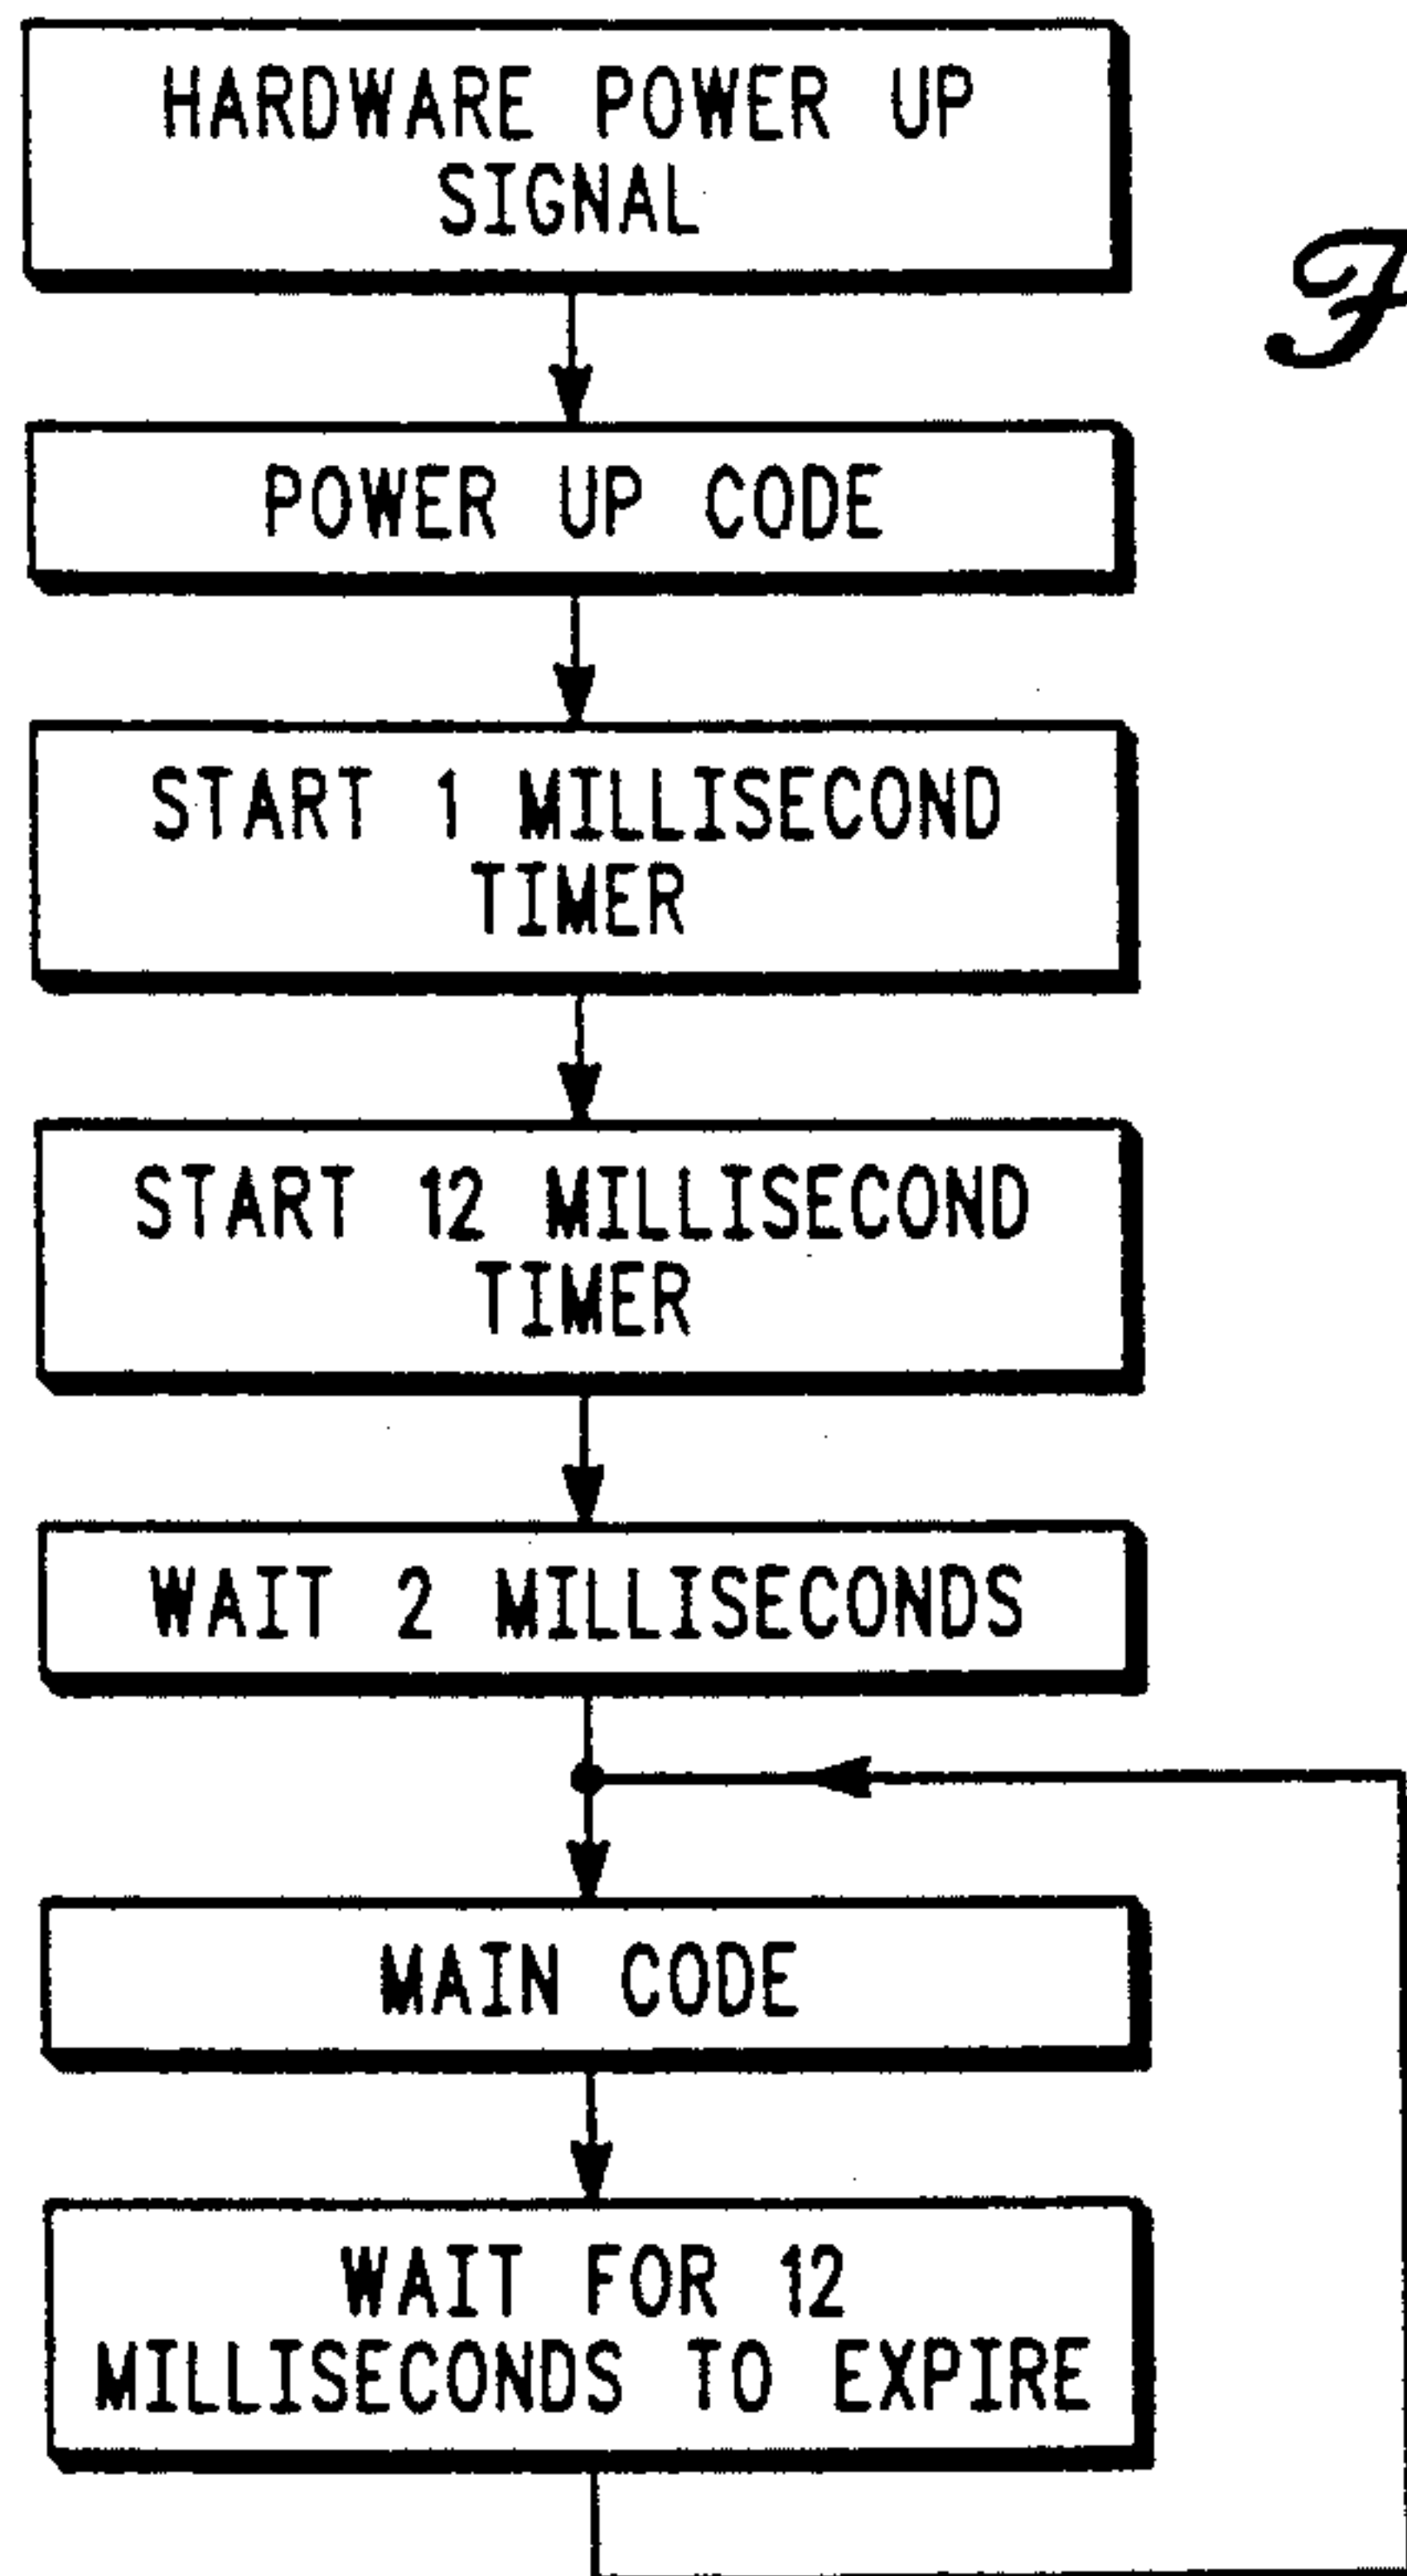 HARDWARE POWER UP
SIGNAL
POWER UP CODE
START 1 MILLISECOND
TIMER
START 12 MILLISECOND
TIMER
WAIT 2 MILLISECONDS
MAIN CODE
WAIT FOR 12
MILLISECONDS TO EXPIRE